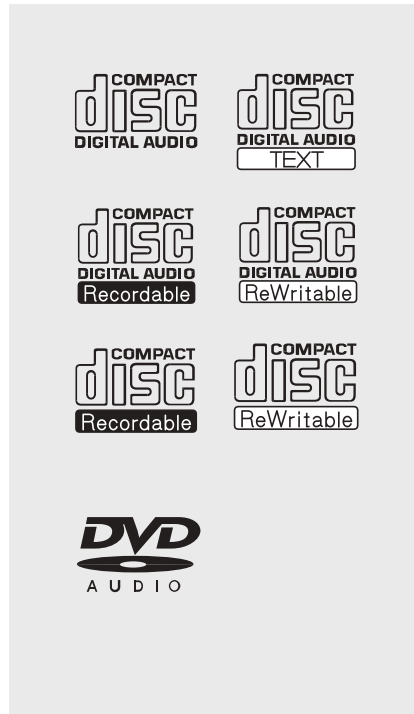 COMPACT
disc
DIGITAL AUDIO
COMPACT
disc
DIGITAL AUDIO
TEXT
COMPACT
disc
DIGITAL AUDIO
Recordable
COMPACT
disc
DIGITAL AUDIO
ReWritable
COMPACT
disc
Recordable
COMPACT
disc
ReWritable
DVD
AUDIO